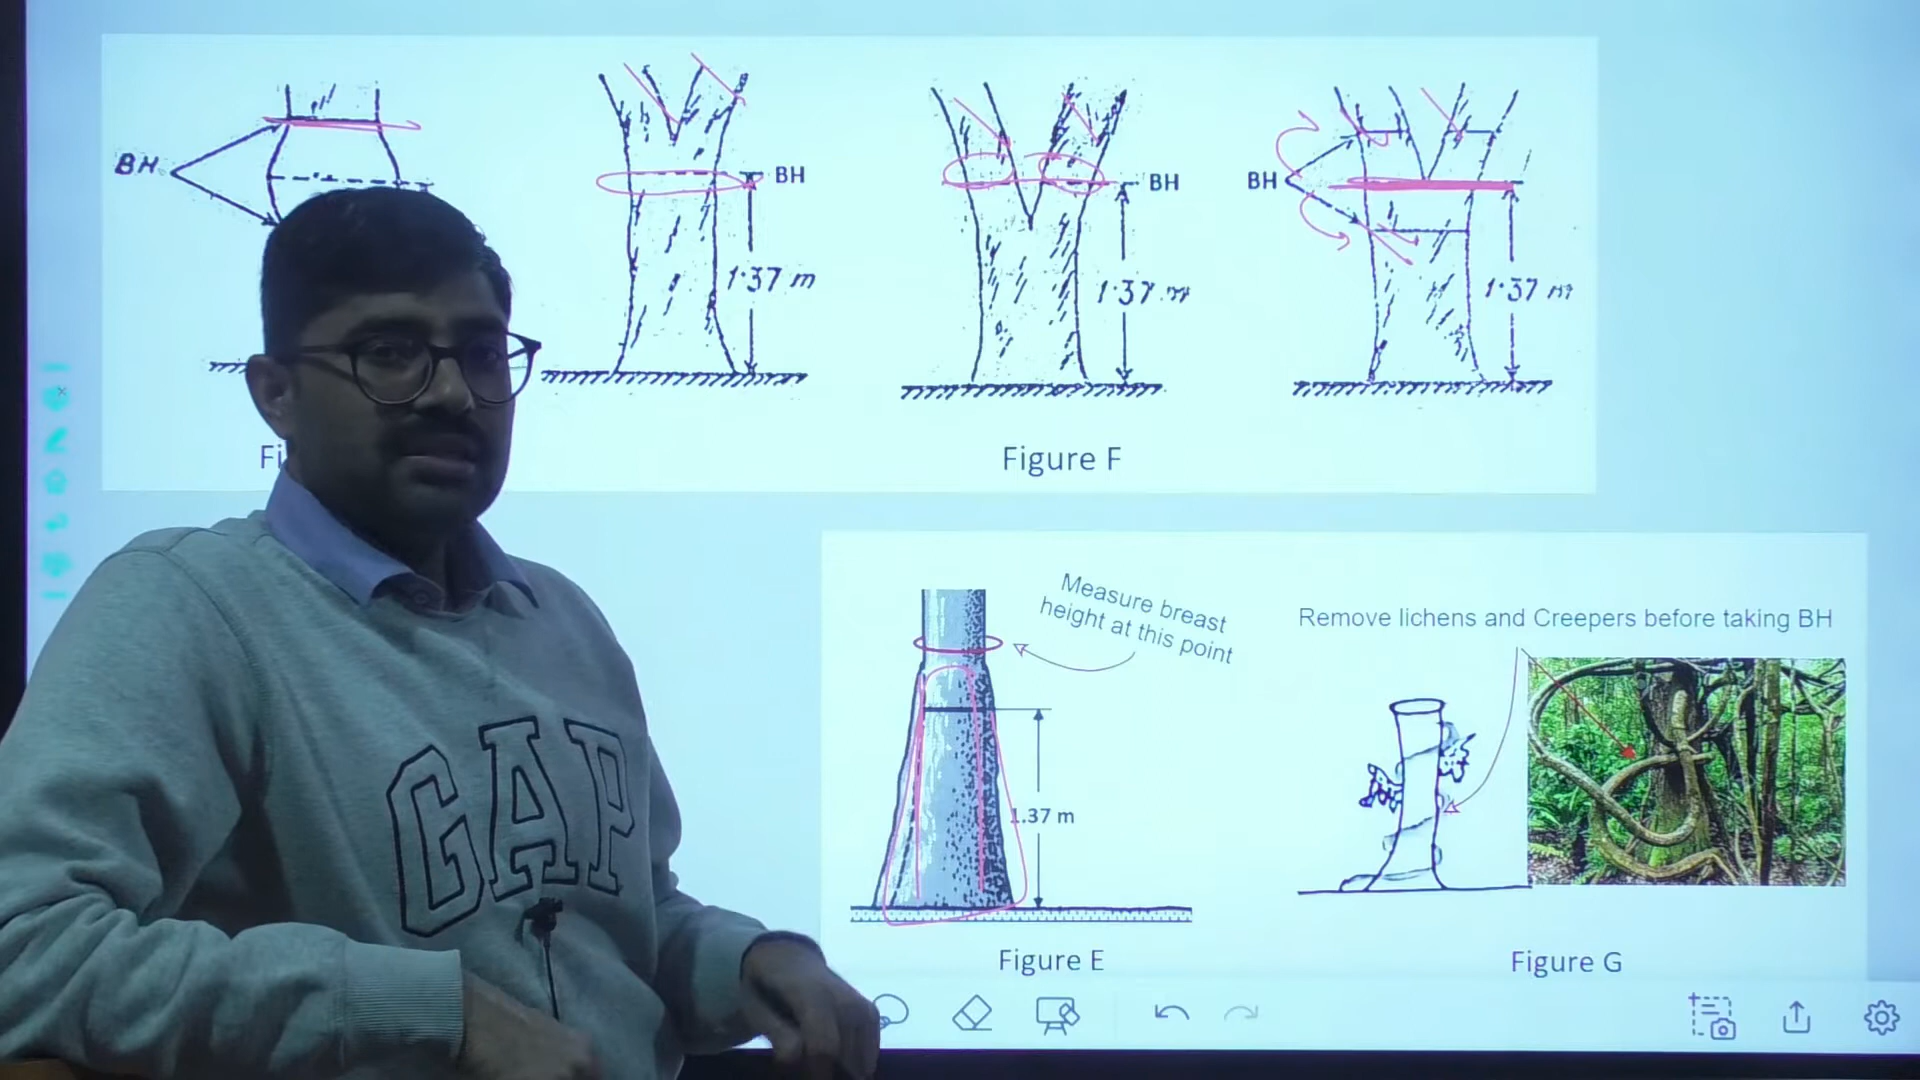 BH
BH
BH
BH
1.37 m
1.37 m
1.37 m
Figure F
Measure breast
height at this point
Remove lichens and Creepers before taking BH
GAP
1.37 m
Figure E
Figure G